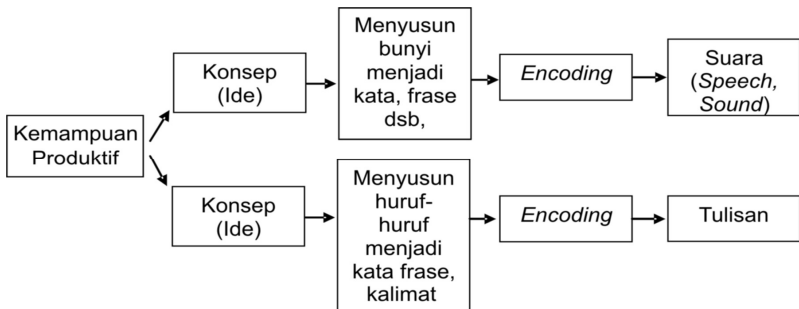 Kemampuan
Produktif
Konsep
(Ide)
Menyusun
bunyi
menjadi
kata, frase
dsb,
Encoding
Suara
(Speech,
Sound)
Konsep
(Ide)
Menyusun
huruf-
huruf
menjadi
kata frase,
kalimat
Encoding
Tulisan